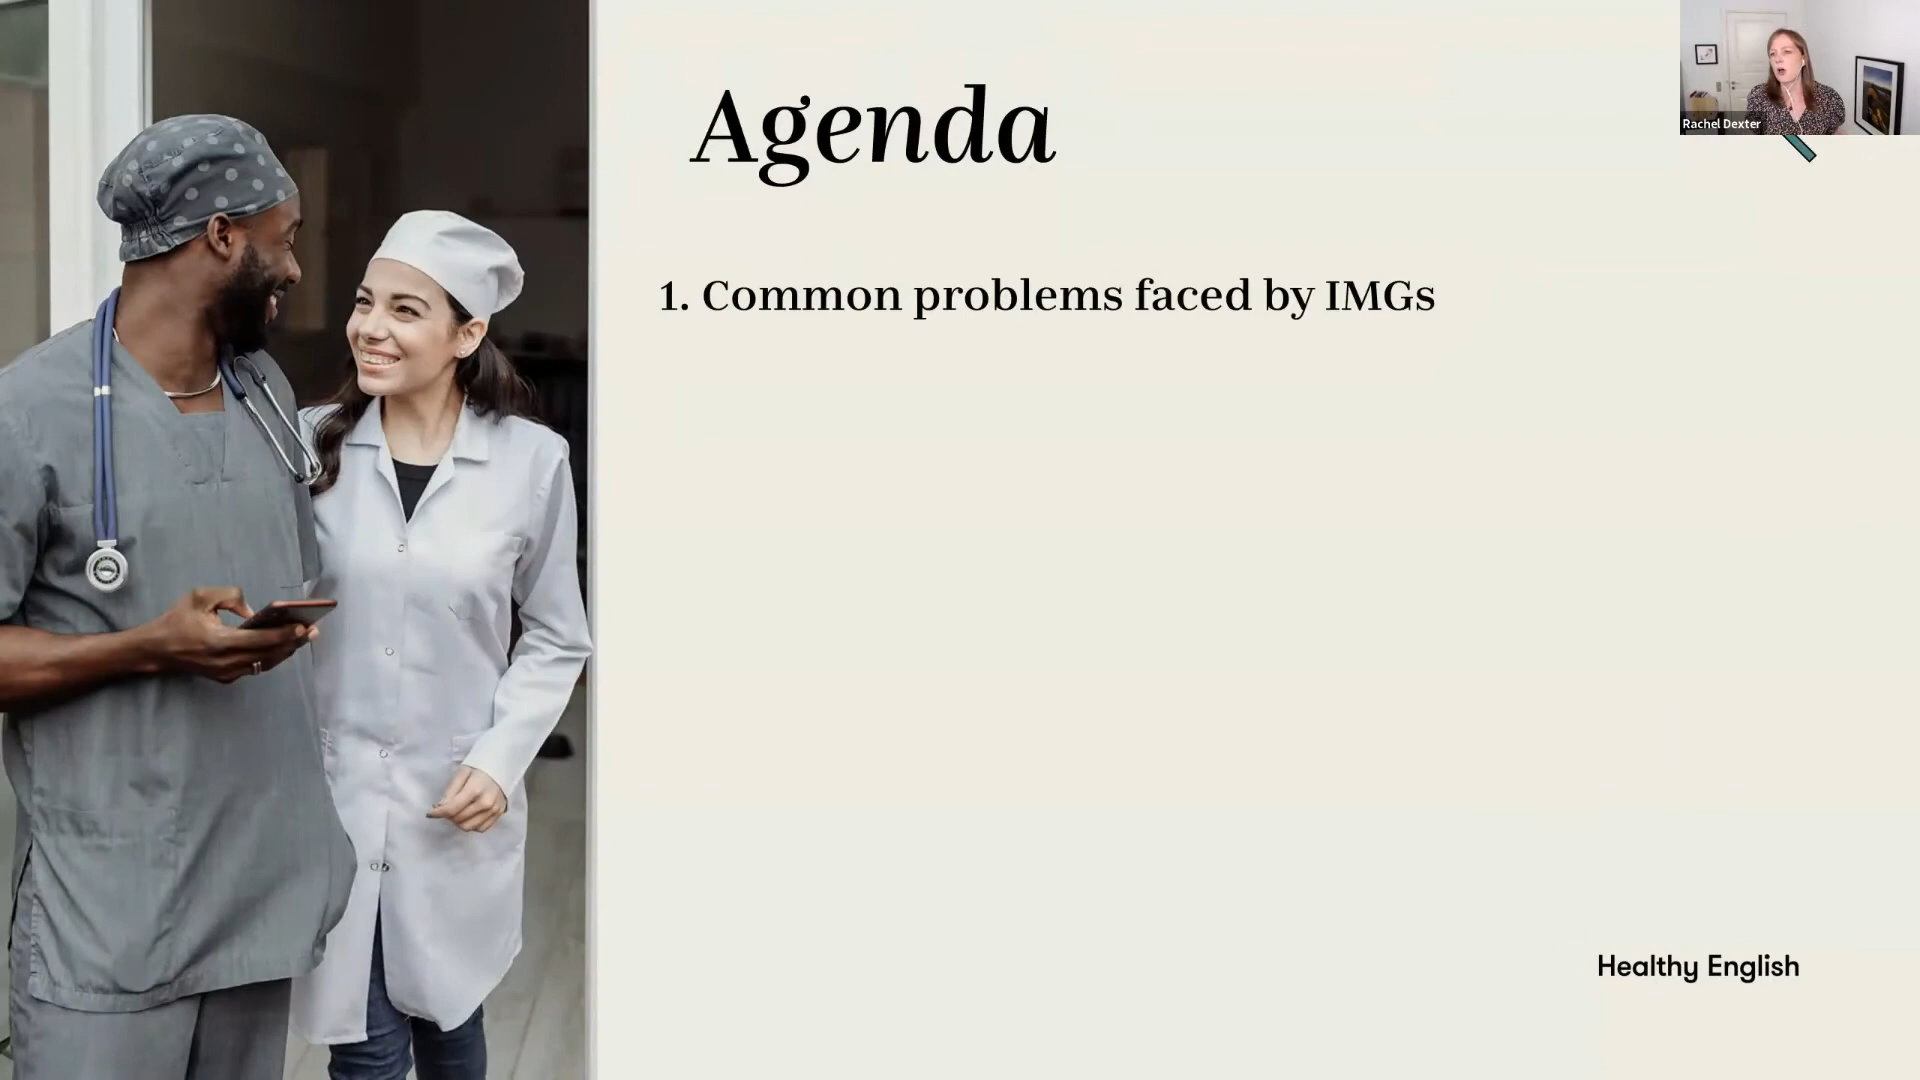 Agenda
Rachel Dexter
1. Common problems faced by IMGs
Healthy English